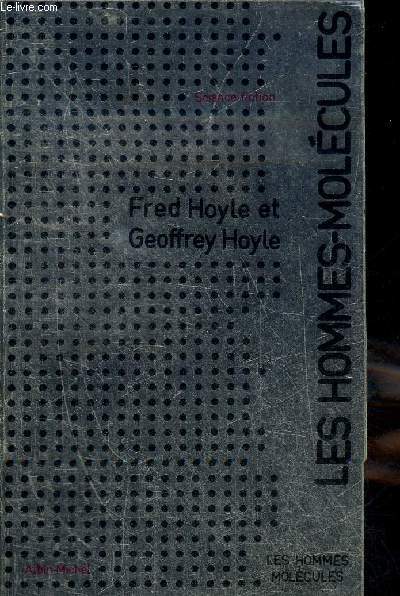 Le-livre.com
Science-fiction
Fred Hoyle et
Geoffrey Hoyle
LES HOMMES-MOLÉCULES
Albin Michel
LES HOMMES
MOLÉCULES